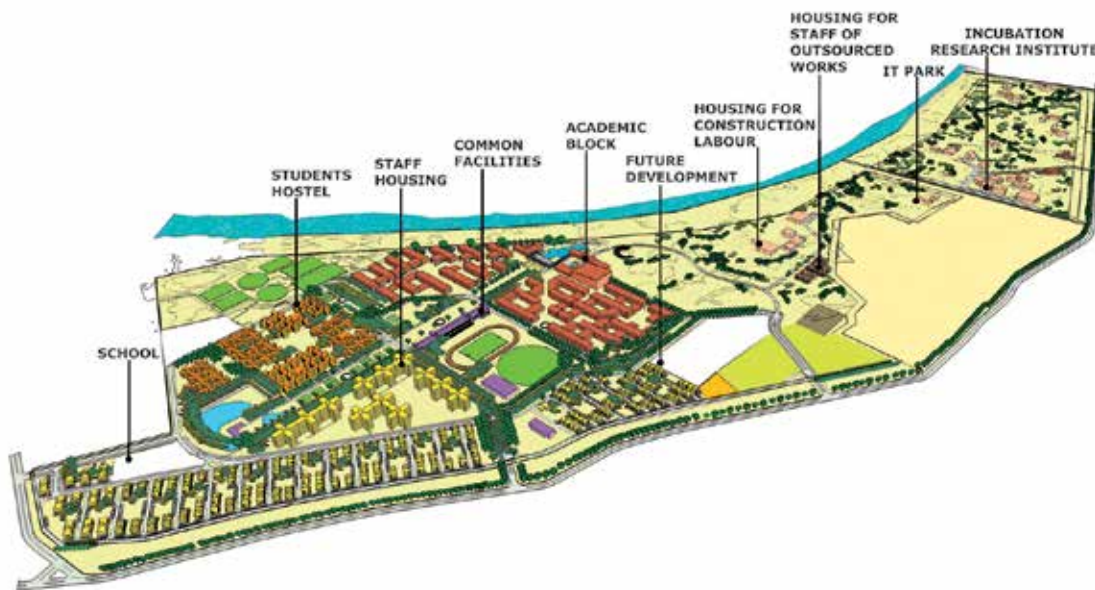 HOUSING FOR
STAFF OF
OUTSOURCED
WORKS
INCUBATION
RESEARCH INSTITUTE
IT PARK
HOUSING FOR
CONSTRUCTION
LABOUR
ACADEMIC
BLOCK
FUTURE
DEVELOPMENT
COMMON
FACILITIES
STAFF
HOUSING
STUDENTS
HOSTEL
SCHOOL